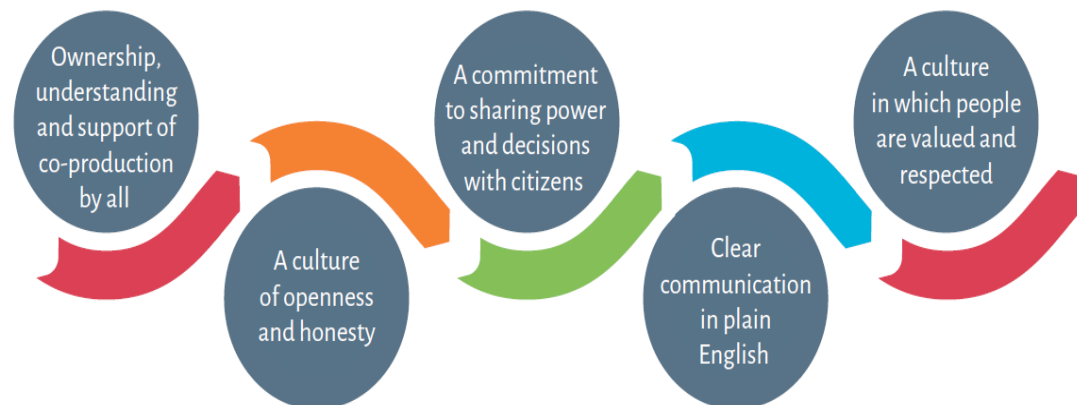 Ownership,
understanding
and support of
co-production
by all
A culture
of openness
and honesty
A commitment
to sharing power
and decisions
with citizens
Clear
communication
in plain
English
A culture
in which people
are valued and
respected